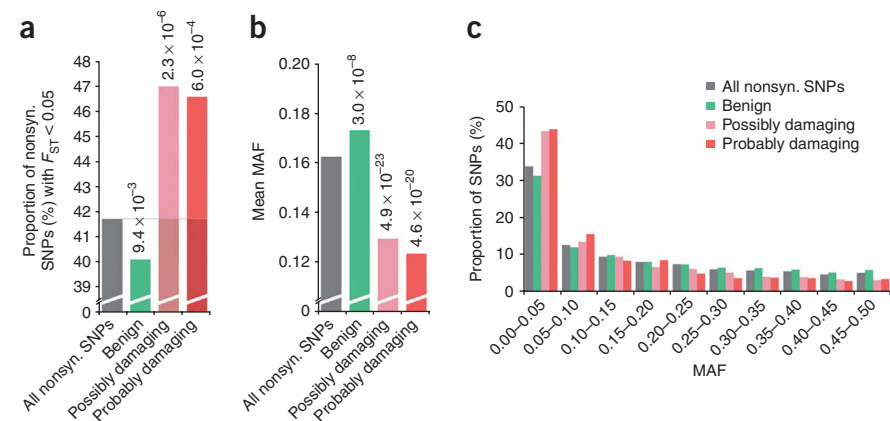 a
Proportion of nonsyn.
SNPs (%) with F_ST < 0.05
48
47
46
45
44
43
42
41
40
39
0
9.4 × 10⁻³
2.3 × 10⁻⁶
6.0 × 10⁻⁴
All nonsyn. SNPs
Benign
Possibly damaging
Probably damaging
b
Mean MAF
0.20
0.18
0.16
0.14
0.12
0
3.0 × 10⁻⁸
4.9 × 10⁻²³
4.6 × 10⁻²⁰
All nonsyn. SNPs
Benign
Possibly damaging
Probably damaging
c
All nonsyn. SNPs
Benign
Possibly damaging
Probably damaging
Proportion of SNPs (%)
50
40
30
20
10
0
0.00–0.05
0.05–0.10
0.10–0.15
0.15–0.20
0.20–0.25
0.25–0.30
0.30–0.35
0.35–0.40
0.40–0.45
0.45–0.50
MAF